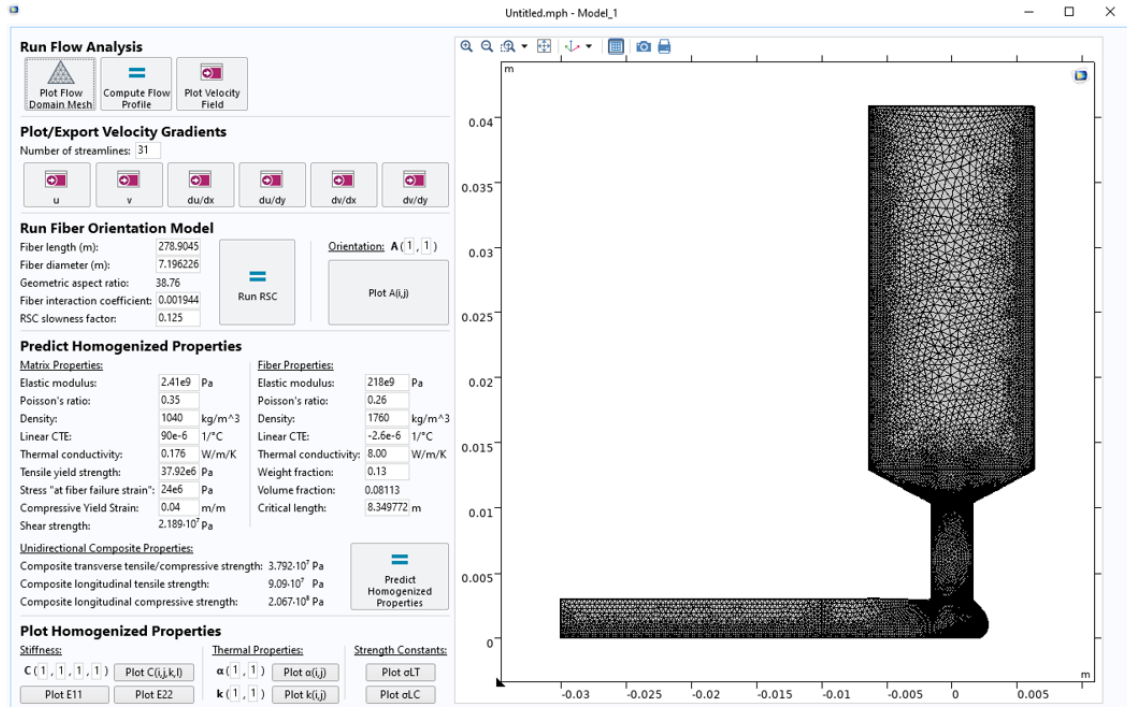 Untitled.mph - Model_1
Run Flow Analysis
Plot Flow Domain Mesh
Compute Flow Profile
Plot Velocity Field
Plot/Export Velocity Gradients
Number of streamlines: 31
u v du/dx du/dy dv/dx dv/dy
Run Fiber Orientation Model
Fiber length (m): 278.9045
Fiber diameter (m): 7.196226
Geometric aspect ratio: 38.76
Fiber interaction coefficient: 0.001944
RSC slowness factor: 0.125
Run RSC
Orientation: A ( 1 , 1 )
Plot A(i,j)
Predict Homogenized Properties
Matrix Properties:
Elastic modulus: 2.41e9 Pa
Poisson's ratio: 0.35
Density: 1040 kg/m^3
Linear CTE: 90e-6 1/°C
Thermal conductivity: 0.176 W/m/K
Tensile yield strength: 37.92e6 Pa
Stress "at fiber failure strain": 24e6 Pa
Compressive Yield Strain: 0.04 m/m
Shear strength: 2.189·10⁷ Pa
Fiber Properties:
Elastic modulus: 218e9 Pa
Poisson's ratio: 0.26
Density: 1760 kg/m^3
Linear CTE: -2.6e-6 1/°C
Thermal conductivity: 8.00 W/m/K
Weight fraction: 0.13
Volume fraction: 0.08113
Critical length: 8.349772 m
Unidirectional Composite Properties:
Composite transverse tensile/compressive strength: 3.792·10⁷ Pa
Composite longitudinal tensile strength: 9.09·10⁷ Pa
Composite longitudinal compressive strength: 2.067·10⁸ Pa
Predict Homogenized Properties
Plot Homogenized Properties
Stiffness:
C ( 1 , 1 , 1 , 1 ) Plot C(i,j,k,l)
Plot E11 Plot E22
Thermal Properties:
α ( 1 , 1 ) Plot α(i,j)
k ( 1 , 1 ) Plot k(i,j)
Strength Constants:
Plot σLT
Plot σLC
m
0.04
0.035
0.03
0.025
0.02
0.015
0.01
0.005
0
-0.03 -0.025 -0.02 -0.015 -0.01 -0.005 0 0.005
m